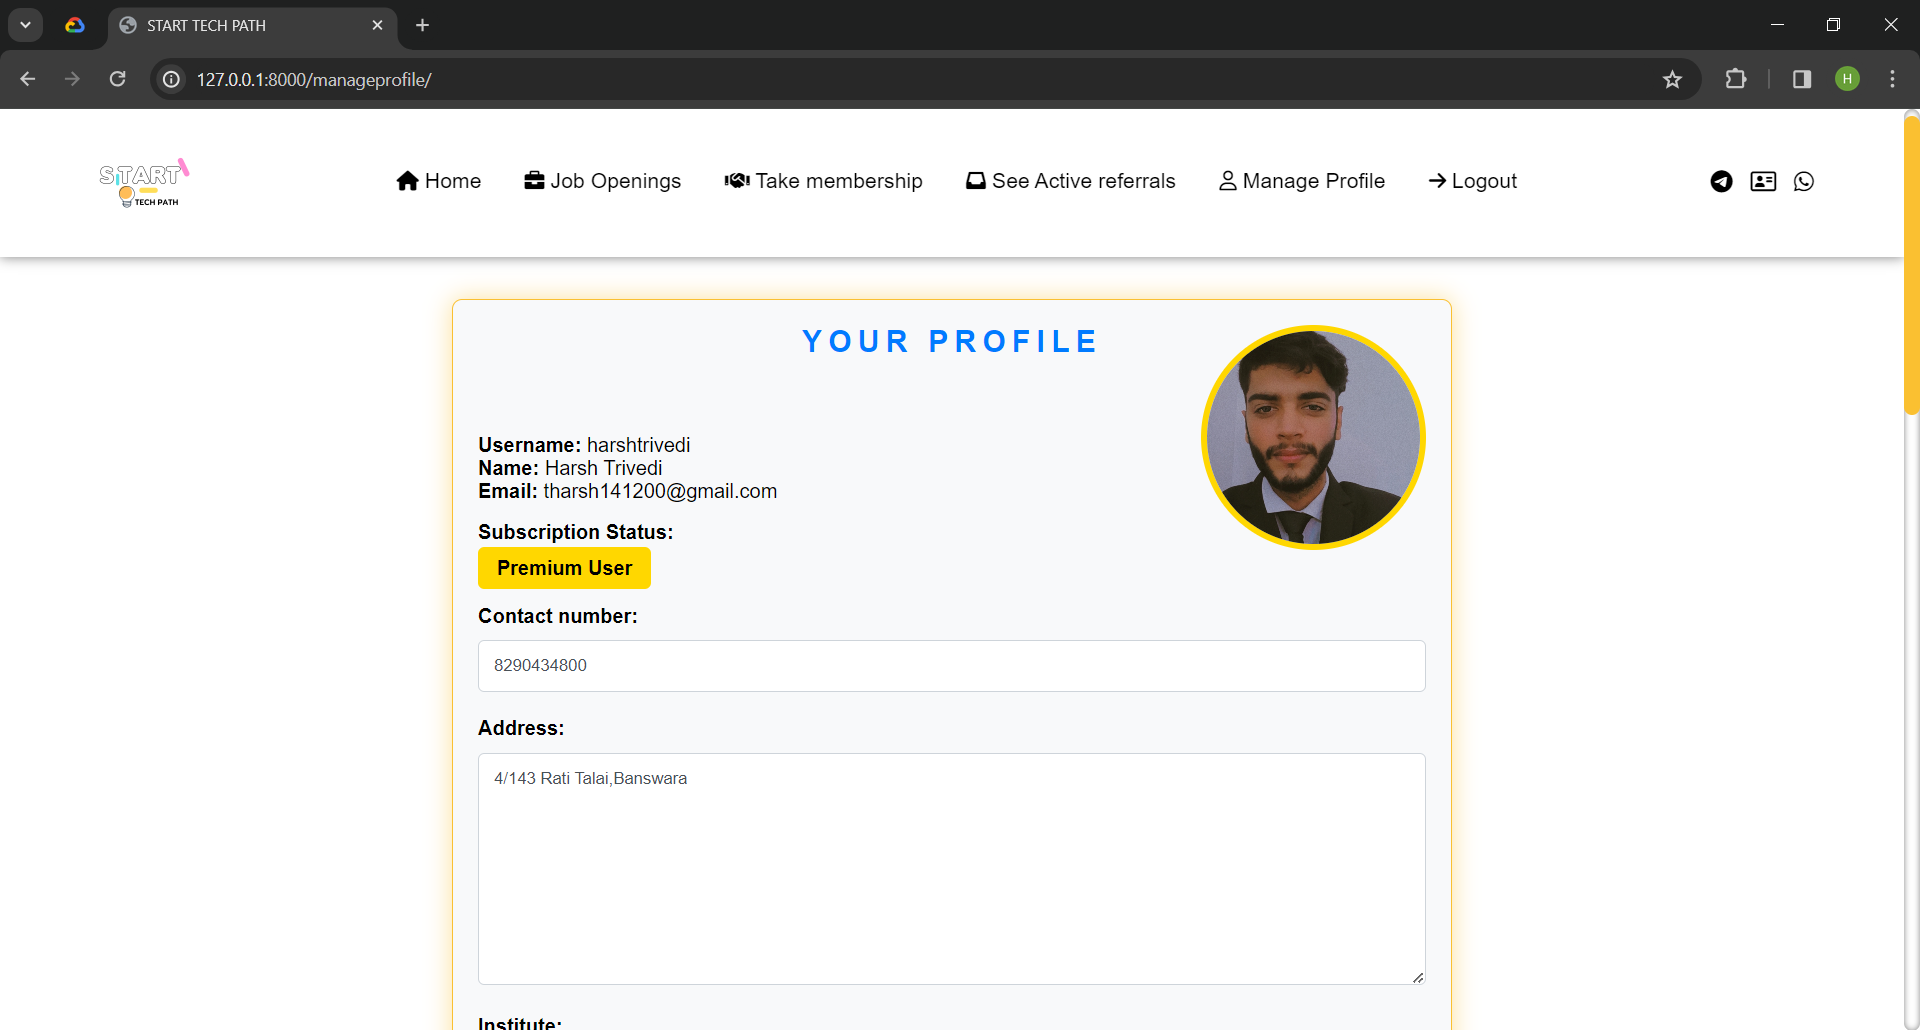 START TECH PATH
127.0.0.1:8000/manageprofile/
H
START
TECH PATH
Home
Job Openings
Take membership
See Active referrals
Manage Profile
Logout
YOUR PROFILE
Username: harshtrivedi
Name: Harsh Trivedi
Email: tharsh141200@gmail.com
Subscription Status:
Premium User
Contact number:
8290434800
Address:
4/143 Rati Talai,Banswara
Institute: